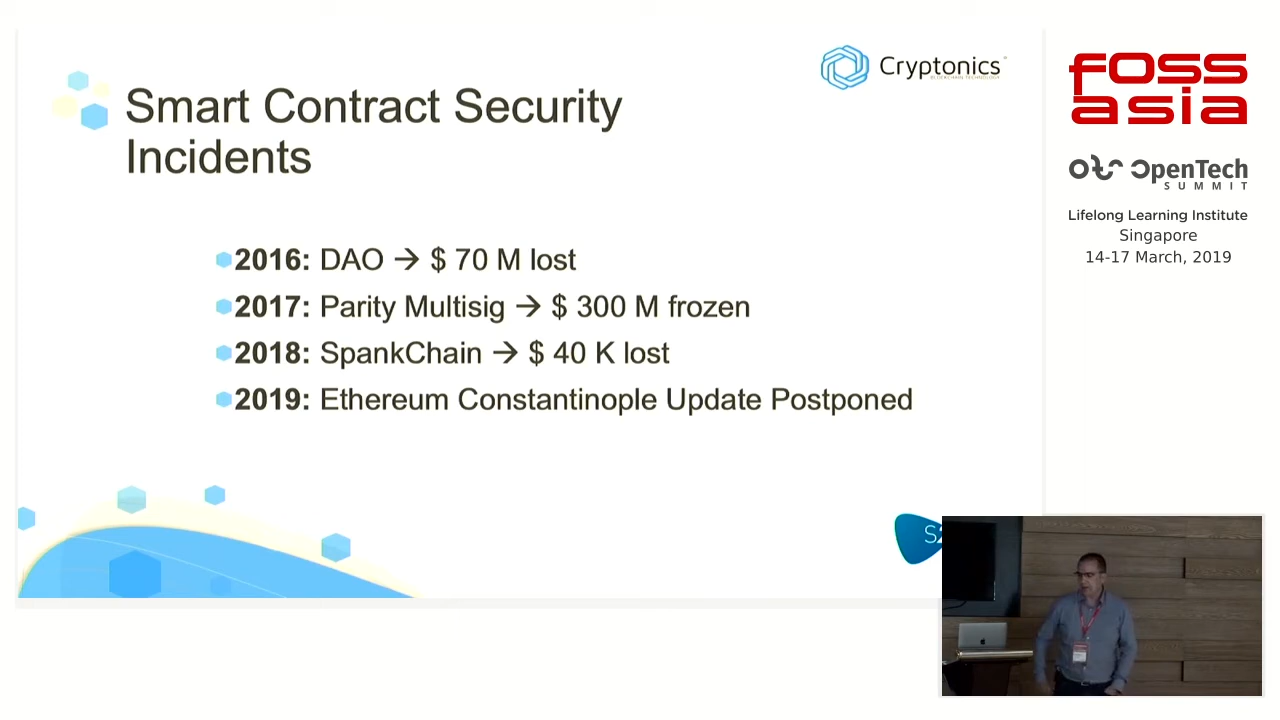 Cryptonics
Smart Contract Security
Incidents
2016: DAO → $ 70 M lost
2017: Parity Multisig → $ 300 M frozen
2018: SpankChain → $ 40 K lost
2019: Ethereum Constantinople Update Postponed
FOSS
asia
OpenTech
SUMMIT
Lifelong Learning Institute
Singapore
14-17 March, 2019